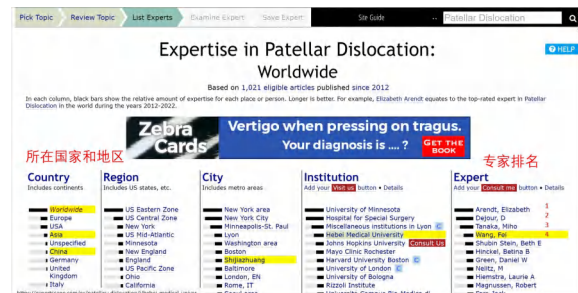 Pick Topic Review Topic List Experts Examine Expert Save Expert Site Guide Patellar Dislocation
Expertise in Patellar Dislocation:
Worldwide
HELP
Based on 1,021 eligible articles published since 2012
In each column, black bars show the relative amount of expertise for each place or person. Longer is better. For example, Elizabeth Arendt equates to the top-rated expert in Patellar
Dislocation in the world during the years 2012-2022.
Zebra Cards
Vertigo when pressing on tragus.
Your diagnosis is .... ?
GET THE BOOK
所在国家和地区
专家排名
Country
Includes continents
Worldwide
Europe
USA
Asia
Unspecified
China
Germany
United Kingdom
Italy
Region
Includes US states, etc.
US Eastern Zone
US Central Zone
New York
US Mid-Atlantic
Minnesota
New England
England
US Pacific Zone
Ohio
California
City
Includes metro areas
New York area
New York City
Minneapolis-St. Paul
Lyon
Washington area
Boston
Shijiazhuang
Baltimore
London, EN
Rome, IT
Institution
Add your Visit us button • Details
University of Minnesota
Hospital for Special Surgery
Miscellaneous institutions in Lyon C
Hebei Medical University
Johns Hopkins University Consult Us
Mayo Clinic Rochester
Harvard University Boston C
University of London C
University of Bologna
Rizzoli Institute
Expert
Add your Consult me button • Details
Arendt, Elizabeth 1
Dejour, D 2
Tanaka, Miho 3
Wang, Fei 4
Shubin Stein, Beth E
Hinckel, Betina B
Green, Daniel W
Nelitz, M
Hiemstra, Laurie A
Magnussen, Robert